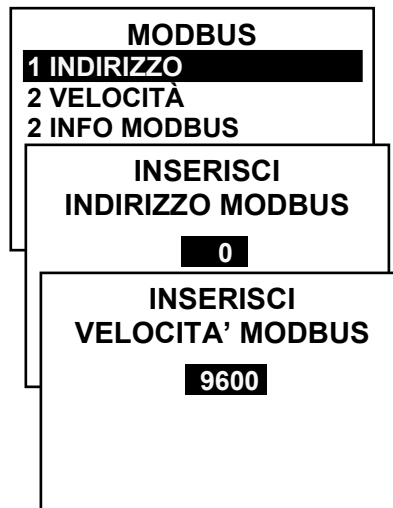 MODBUS
1 INDIRIZZO
2 VELOCITÀ
2 INFO MODBUS
INSERISCI
INDIRIZZO MODBUS
0
INSERISCI
VELOCITA’ MODBUS
9600